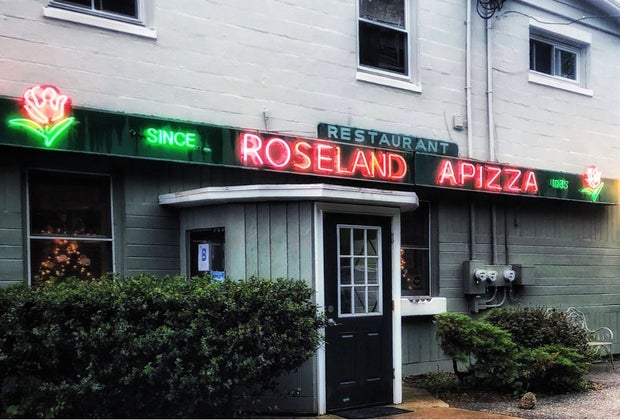 RESTAURANT
SINCE ROSELAND APIZZA 1935
B